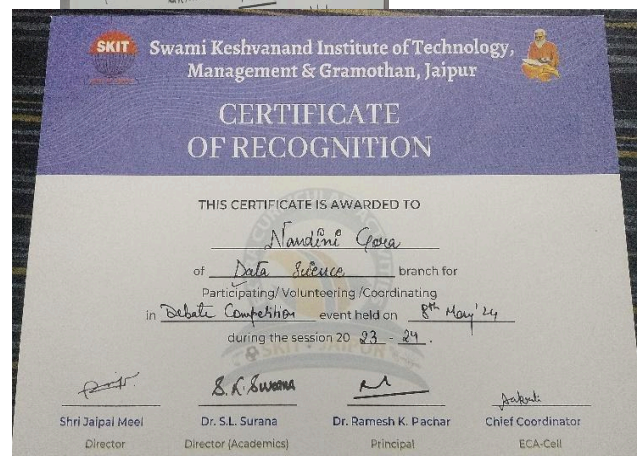 SKIT
Swami Keshvanand Institute of Technology,
Management & Gramothan, Jaipur
CERTIFICATE
OF RECOGNITION
THIS CERTIFICATE IS AWARDED TO
Nandini Gora
of Data Science branch for
Participating/ Volunteering /Coordinating
in Debate Competition event held on 8th May'24
during the session 20 23 - 24 .
SKIT - JAIPUR
S.L. Surana
Shri Jaipal Meel Dr. S.L. Surana Dr. Ramesh K. Pachar Chief Coordinator
Director Director (Academics) Principal ECA-Cell